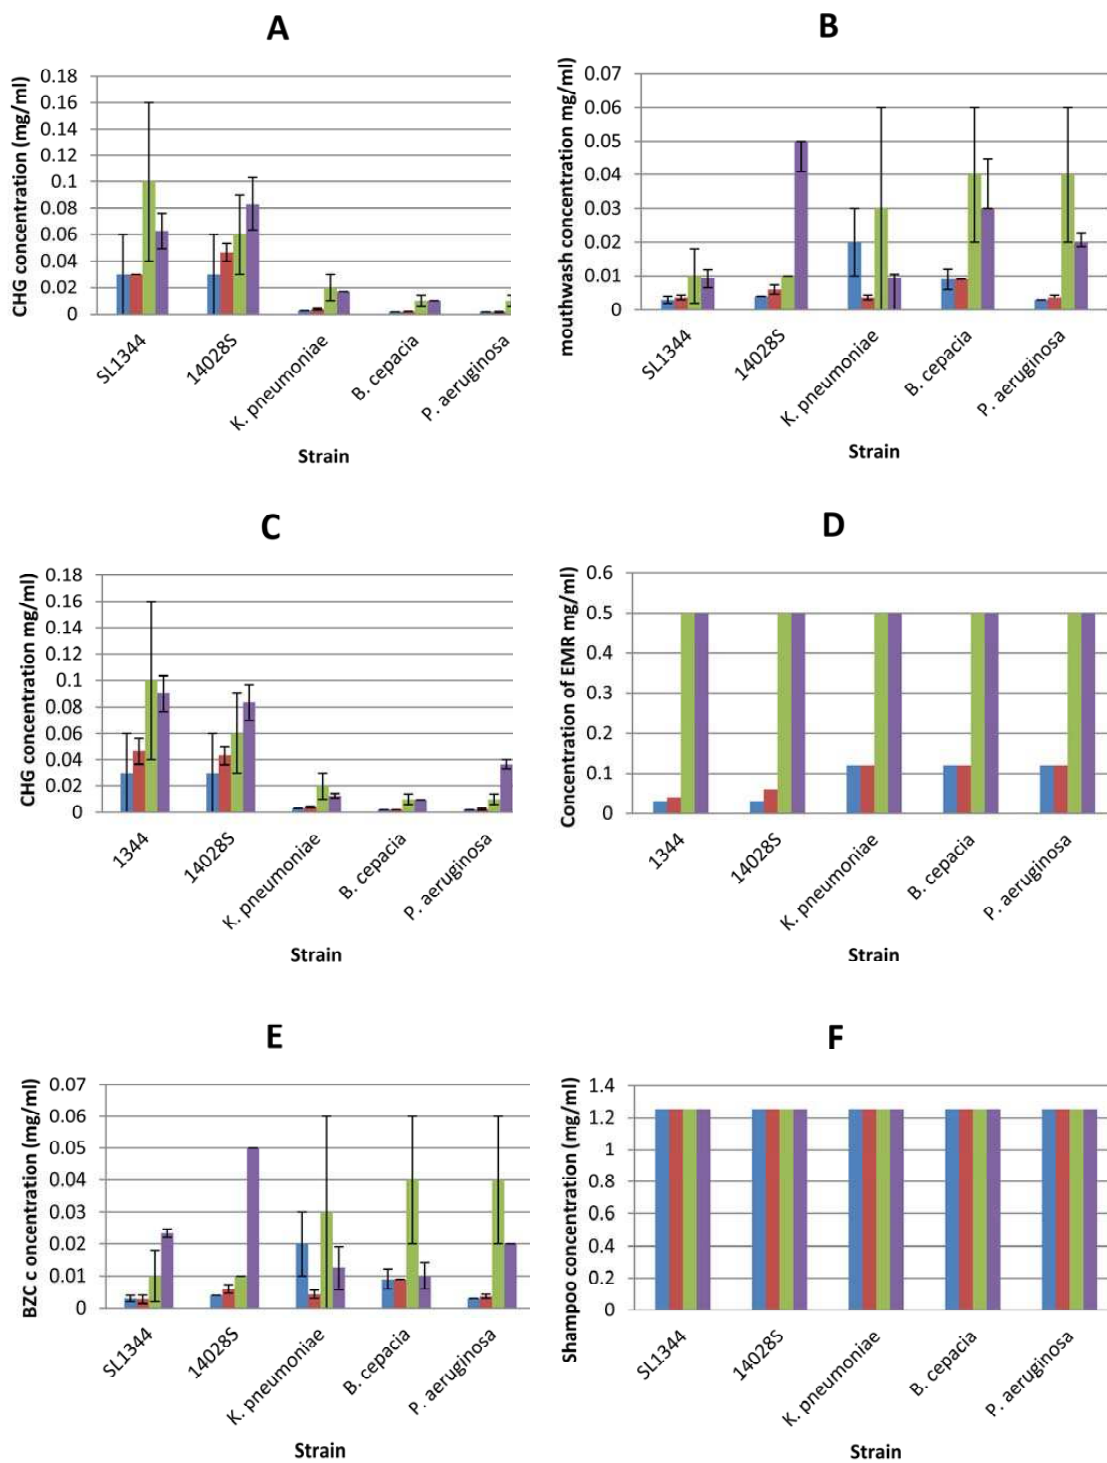 A
CHG concentration (mg/ml)
0.18
0.16
0.14
0.12
0.1
0.08
0.06
0.04
0.02
0
SL1344
14028S
K. pneumoniae
B. cepacia
P. aeruginosa
Strain
B
mouthwash concentration mg/ml)
0.07
0.06
0.05
0.04
0.03
0.02
0.01
0
SL1344
14028S
K. pneumoniae
B. cepacia
P. aeruginosa
Strain
C
CHG concentration mg/ml)
0.18
0.16
0.14
0.12
0.1
0.08
0.06
0.04
0.02
0
1344
14028S
K. pneumoniae
B. cepacia
P. aeruginosa
Strain
D
Concentration of EMR mg/ml)
0.6
0.5
0.4
0.3
0.2
0.1
0
1344
14028S
K. pneumoniae
B. cepacia
P. aeruginosa
Strain
E
BZC c oncentration (mg/ml)
0.07
0.06
0.05
0.04
0.03
0.02
0.01
0
SL1344
14028S
K. pneumoniae
B. cepacia
P. aeruginosa
Strain
F
Shampoo concentration (mg/ml)
1.4
1.2
1
0.8
0.6
0.4
0.2
0
SL1344
14028S
K. pneumoniae
B. cepacia
P. aeruginosa
Strain